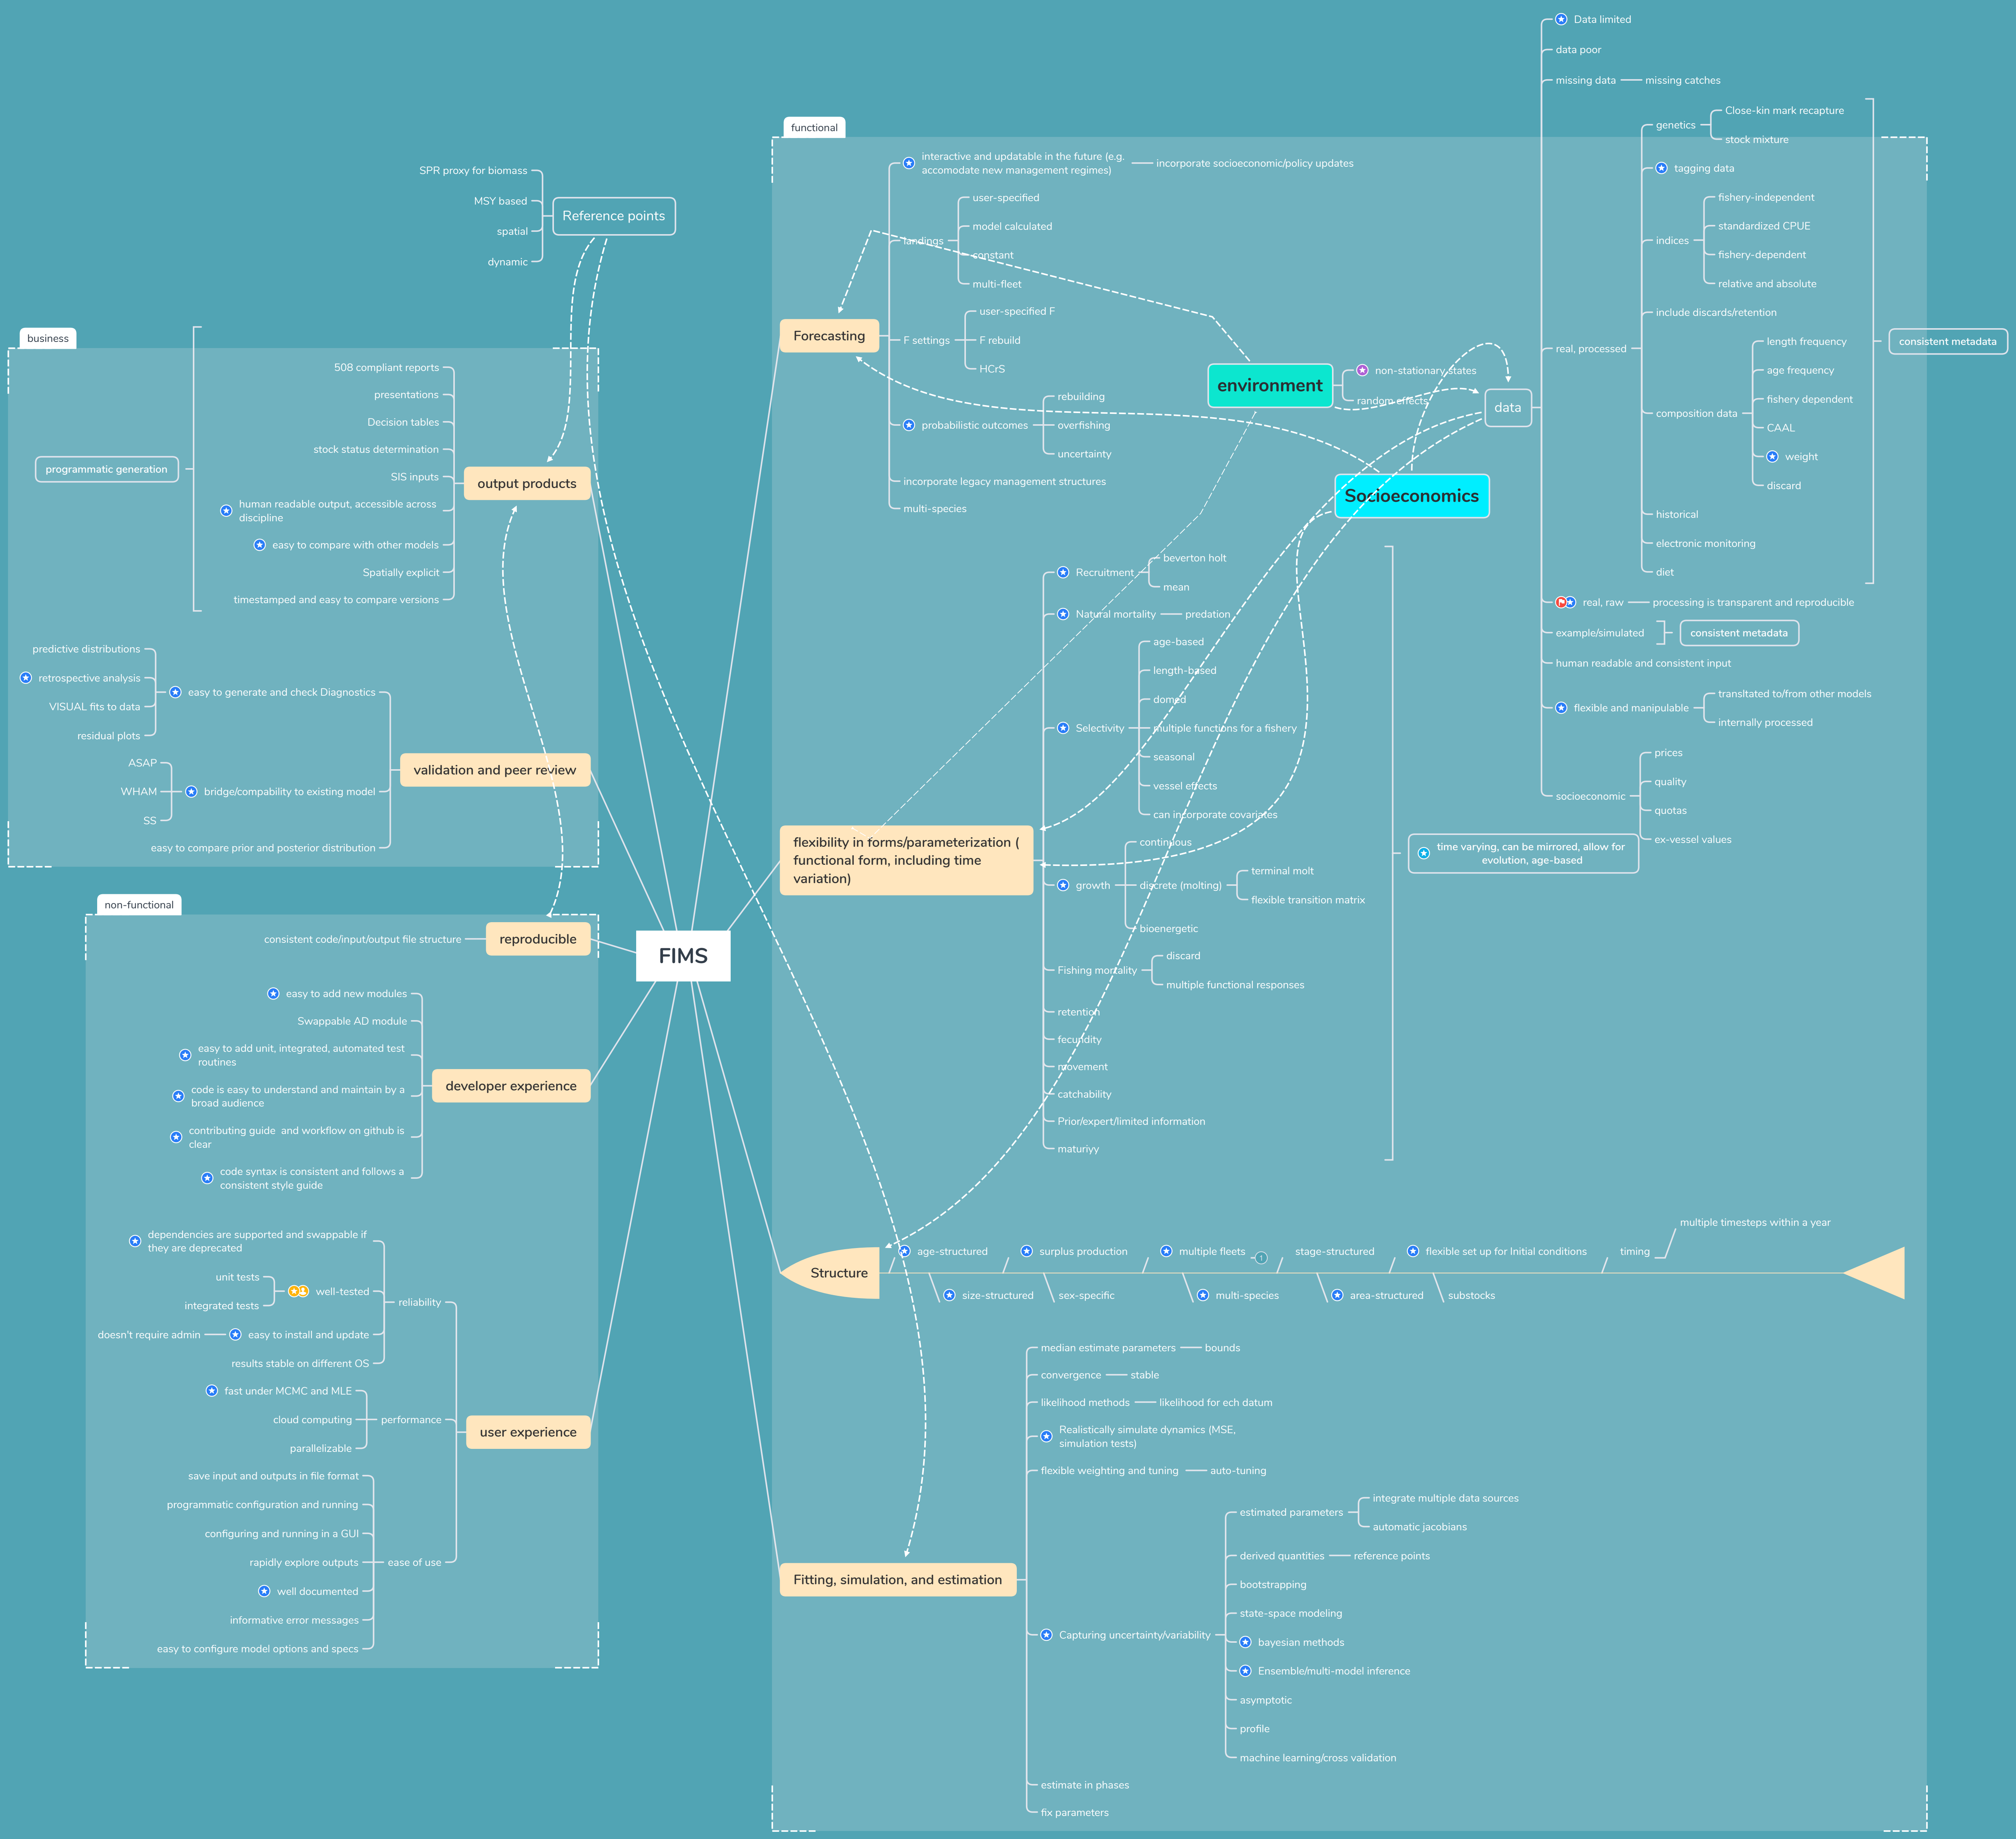 FIMS
Reference points
SPR proxy for biomass
MSY based
spatial
dynamic
business
programmatic generation
508 compliant reports
presentations
Decision tables
stock status determination
SIS inputs
human readable output, accessible across
discipline
easy to compare with other models
Spatially explicit
timestamped and easy to compare versions
output products
predictive distributions
retrospective analysis
VISUAL fits to data
residual plots
easy to generate and check Diagnostics
ASAP
WHAM
SS
bridge/compability to existing model
easy to compare prior and posterior distribution
validation and peer review
non-functional
consistent code/input/output file structure
reproducible
easy to add new modules
Swappable AD module
easy to add unit, integrated, automated test
routines
code is easy to understand and maintain by a
broad audience
contributing guide  and workflow on github is
clear
code syntax is consistent and follows a
consistent style guide
developer experience
dependencies are supported and swappable if
they are deprecated
unit tests
integrated tests
well-tested
doesn't require admin
easy to install and update
results stable on different OS
reliability
fast under MCMC and MLE
cloud computing
parallelizable
performance
save input and outputs in file format
programmatic configuration and running
configuring and running in a GUI
rapidly explore outputs
well documented
informative error messages
easy to configure model options and specs
ease of use
user experience
functional
Forecasting
interactive and updatable in the future (e.g.
accomodate new management regimes)
incorporate socioeconomic/policy updates
landings
user-specified
model calculated
constant
multi-fleet
F settings
user-specified F
F rebuild
HCrS
probabilistic outcomes
rebuilding
overfishing
uncertainty
incorporate legacy management structures
multi-species
environment
non-stationary states
random effects
Socioeconomics
data
Data limited
data poor
missing data
missing catches
real, processed
genetics
Close-kin mark recapture
stock mixture
tagging data
indices
fishery-independent
standardized CPUE
fishery-dependent
relative and absolute
include discards/retention
composition data
length frequency
age frequency
fishery dependent
CAAL
weight
discard
historical
electronic monitoring
diet
consistent metadata
real, raw
processing is transparent and reproducible
example/simulated
consistent metadata
human readable and consistent input
flexible and manipulable
transltated to/from other models
internally processed
socioeconomic
prices
quality
quotas
ex-vessel values
flexibility in forms/parameterization (
functional form, including time
variation)
Recruitment
beverton holt
mean
Natural mortality
predation
Selectivity
age-based
length-based
domed
multiple functions for a fishery
seasonal
vessel effects
can incorporate covariates
growth
continuous
discrete (molting)
terminal molt
flexible transition matrix
bioenergetic
Fishing mortality
discard
multiple functional responses
retention
fecundity
movement
catchability
Prior/expert/limited information
maturiyy
time varying, can be mirrored, allow for
evolution, age-based
Structure
age-structured
surplus production
multiple fleets
1
stage-structured
flexible set up for Initial conditions
timing
multiple timesteps within a year
size-structured
sex-specific
multi-species
area-structured
substocks
Fitting, simulation, and estimation
median estimate parameters
bounds
convergence
stable
likelihood methods
likelihood for ech datum
Realistically simulate dynamics (MSE,
simulation tests)
flexible weighting and tuning
auto-tuning
Capturing uncertainty/variability
estimated parameters
integrate multiple data sources
automatic jacobians
derived quantities
reference points
bootstrapping
state-space modeling
bayesian methods
Ensemble/multi-model inference
asymptotic
profile
machine learning/cross validation
estimate in phases
fix parameters